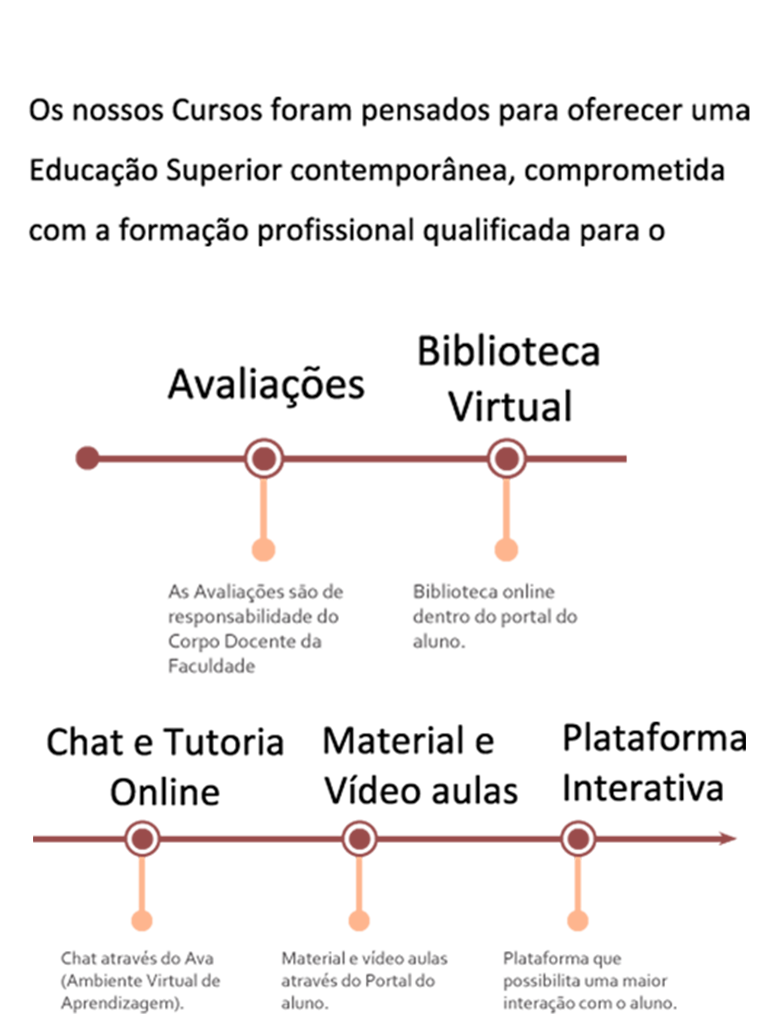 Os nossos Cursos foram pensados para oferecer uma
Educação Superior contemporânea, comprometida
com a formação profissional qualificada para o
Avaliações
Biblioteca
Virtual
As Avaliações são de
responsabilidade do
Corpo Docente da
Faculdade
Biblioteca online
dentro do portal do
aluno.
Chat e Tutoria
Online
Material e
Vídeo aulas
Plataforma
Interativa
Chat através do Ava
(Ambiente Virtual de
Aprendizagem).
Material e vídeo aulas
através do Portal do
aluno.
Plataforma que
possibilita uma maior
interação com o aluno.